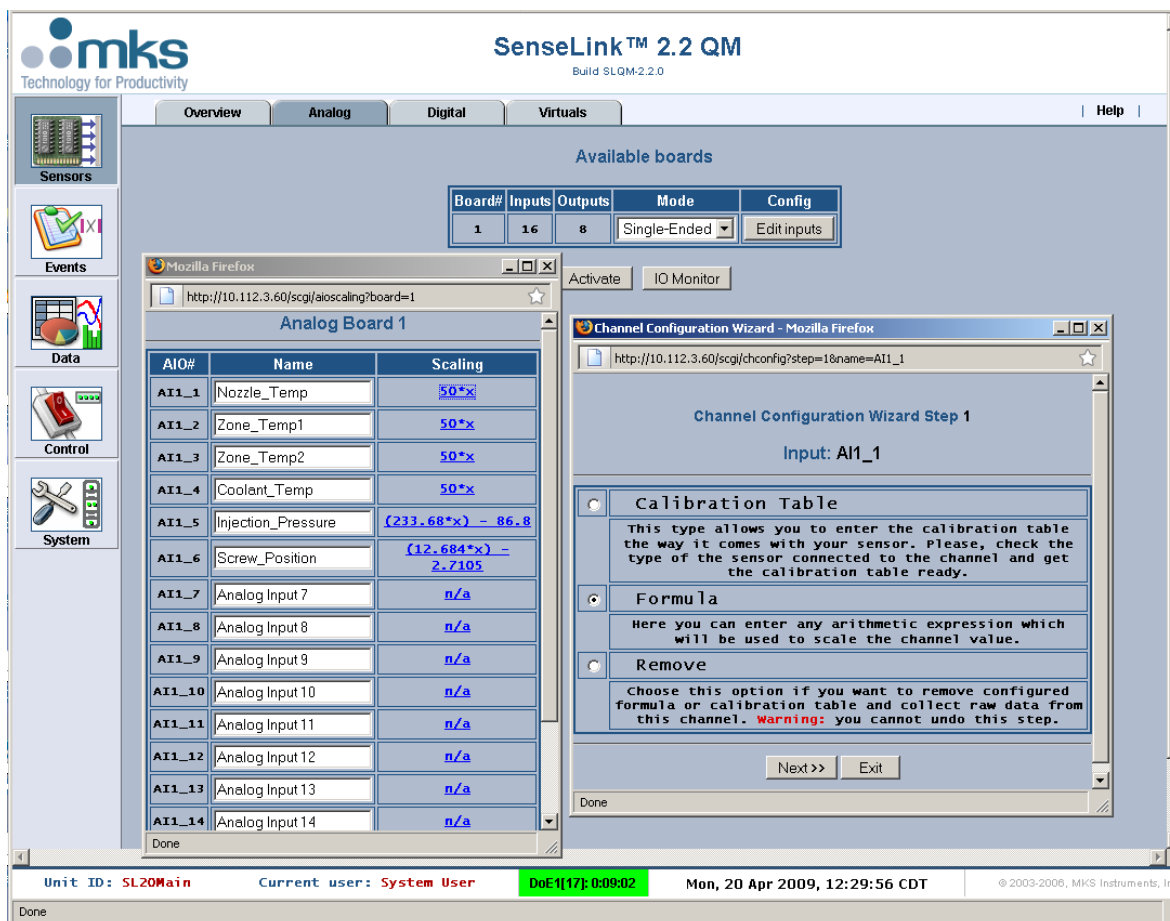 mks
Technology for Productivity
SenseLink™ 2.2 QM
Build SLQM-2.2.0
Overview
Analog
Digital
Virtuals
| Help |
Sensors
Events
Data
Control
System
Available boards
Board# Inputs Outputs Mode Config
1 16 8 Single-Ended Edit inputs
Activate
IO Monitor
Mozilla Firefox
http://10.112.3.60/scgi/aioscaling?board=1
Analog Board 1
AIO# Name Scaling
AI1_1 Nozzle_Temp 50*x
AI1_2 Zone_Temp1 50*x
AI1_3 Zone_Temp2 50*x
AI1_4 Coolant_Temp 50*x
AI1_5 Injection_Pressure (233.68*x) - 86.8
AI1_6 Screw_Position (12.684*x) -
2.7105
AI1_7 Analog Input 7 n/a
AI1_8 Analog Input 8 n/a
AI1_9 Analog Input 9 n/a
AI1_10 Analog Input 10 n/a
AI1_11 Analog Input 11 n/a
AI1_12 Analog Input 12 n/a
AI1_13 Analog Input 13 n/a
AI1_14 Analog Input 14 n/a
Done
Channel Configuration Wizard - Mozilla Firefox
http://10.112.3.60/scgi/chconfig?step=1&name=AI1_1
Channel Configuration Wizard Step 1
Input: AI1_1
Calibration Table
This type allows you to enter the calibration table
the way it comes with your sensor. Please, check the
type of the sensor connected to the channel and get
the calibration table ready.
Formula
Here you can enter any arithmetic expression which
will be used to scale the channel value.
Remove
Choose this option if you want to remove configured
formula or calibration table and collect raw data from
this channel. Warning: you cannot undo this step.
Next>> Exit
Done
Unit ID: SL2OMain Current user: System User DoE1[17]: 0:09:02 Mon, 20 Apr 2009, 12:29:56 CDT © 2003-2006, MKS Instruments,
Done